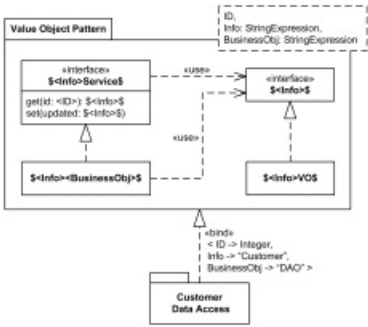 ID,
Info: StringExpression,
BusinessObj: StringExpression
Value Object Pattern
«interface»
$<Info>Service$
get(id: <ID>): $<Info>$
set(updated: $<Info>$)
«use»
«interface»
$<Info>$
«use»
$<Info><BusinessObj>$
$<Info>VO$
«bind»
< ID -> Integer,
Info -> "Customer",
BusinessObj -> "DAO" >
Customer
Data Access